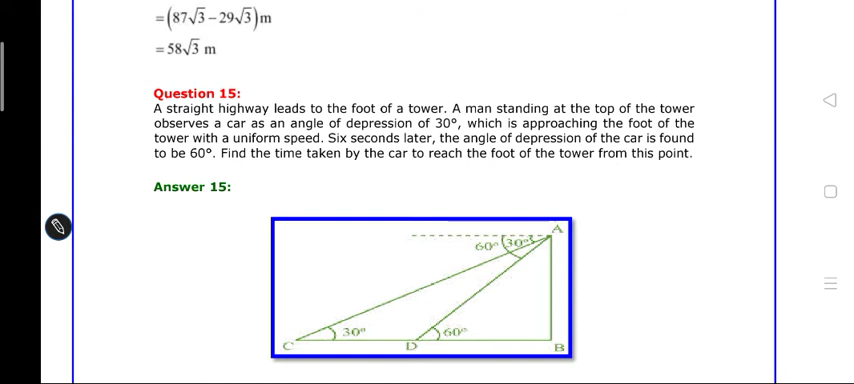 = (87√3 – 29√3) m
= 58√3 m
Question 15:
A straight highway leads to the foot of a tower. A man standing at the top of the tower
observes a car as an angle of depression of 30°, which is approaching the foot of the
tower with a uniform speed. Six seconds later, the angle of depression of the car is found
to be 60°. Find the time taken by the car to reach the foot of the tower from this point.
Answer 15:
A
60° 30°
30° 60°
C D B